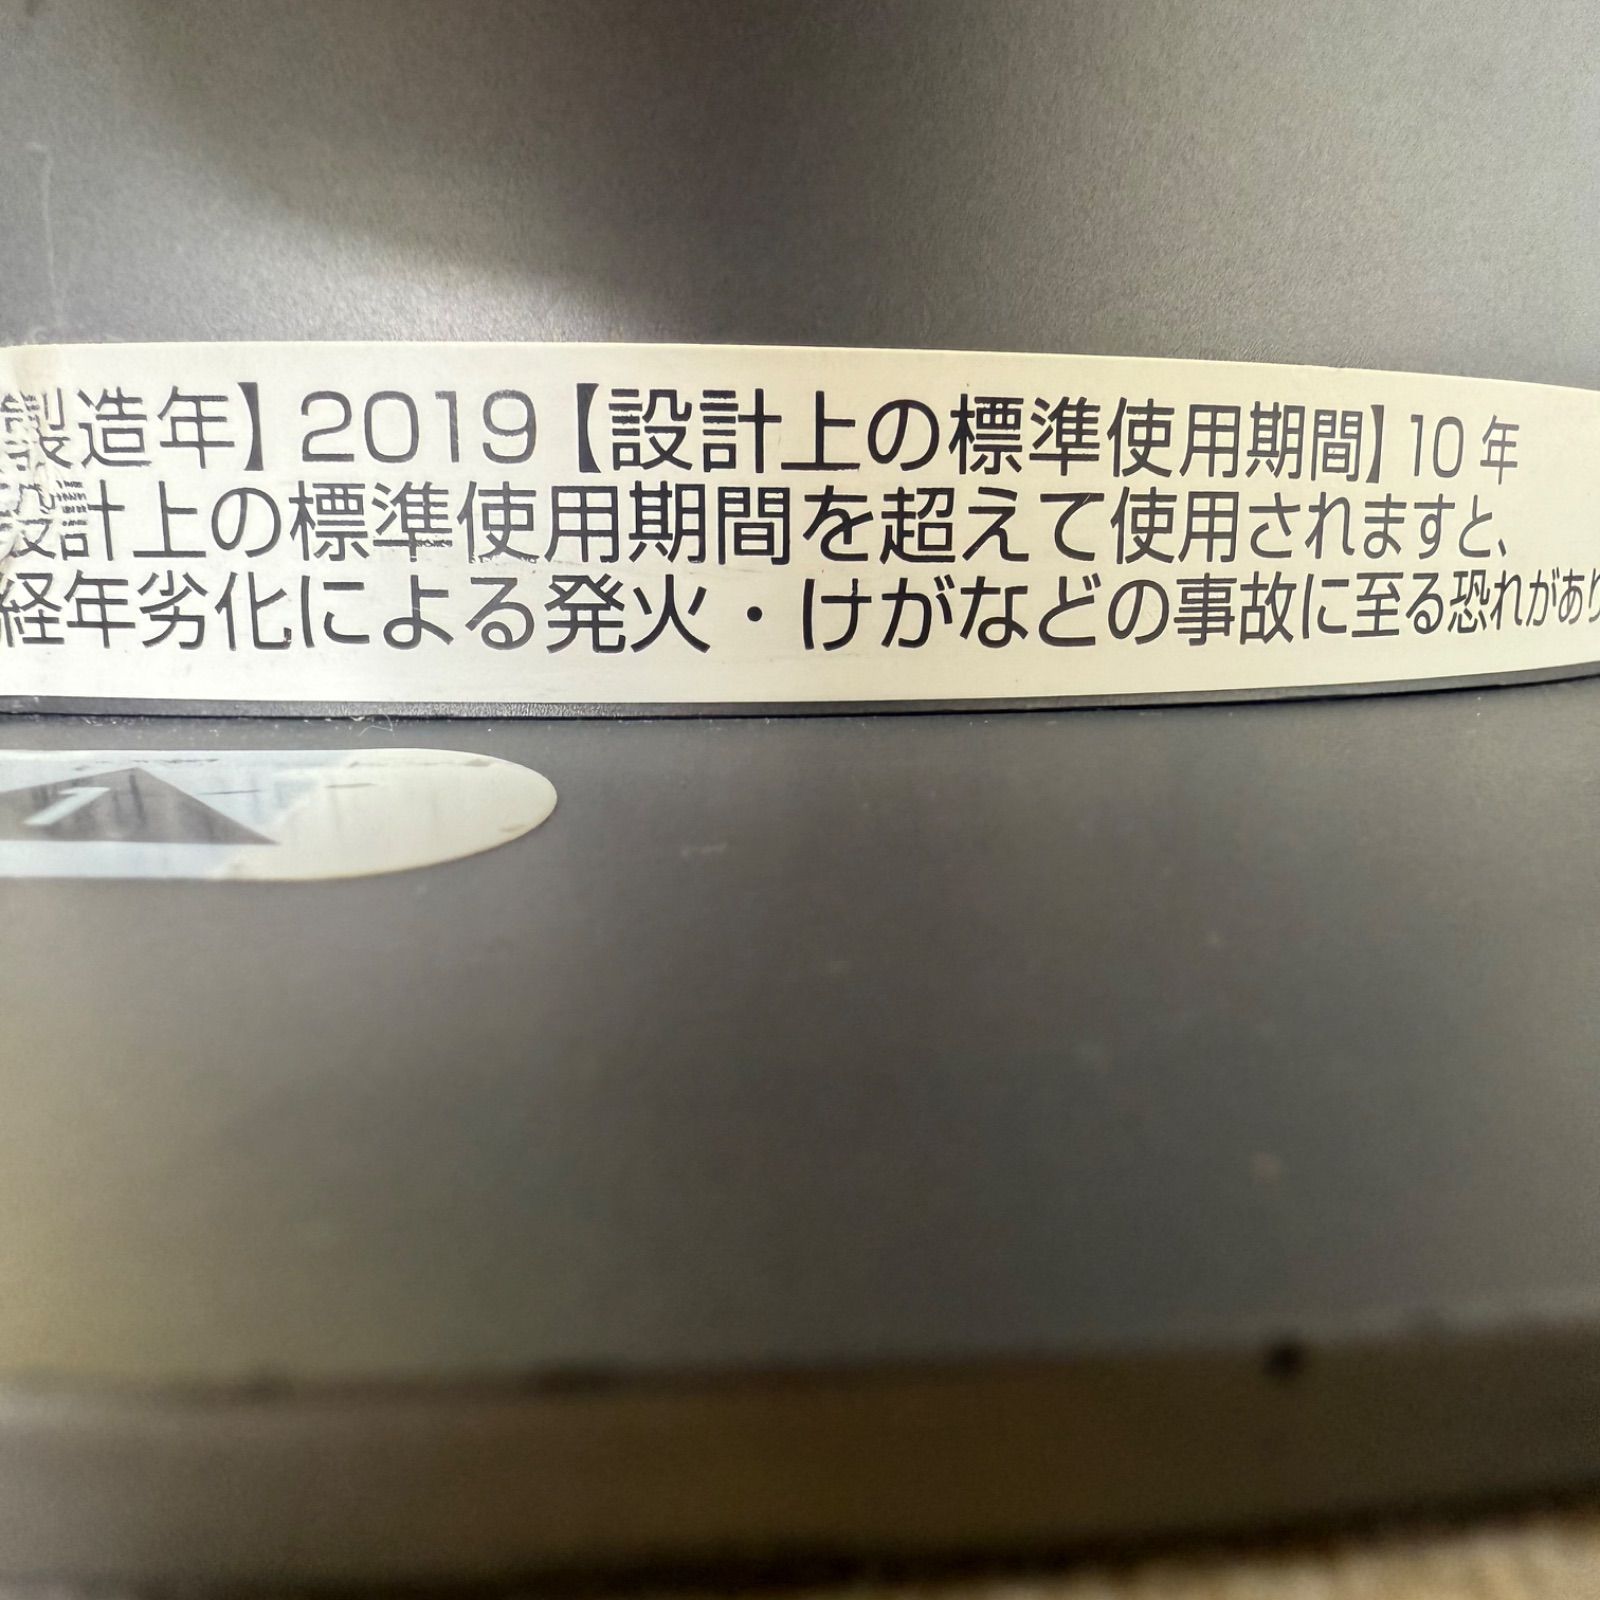 製造年】2019【設計上の標準使用期間】10年
設計上の標準使用期間を超えて使用されますと、
経年劣化による発火・けがなどの事故に至る恐れがあり
1